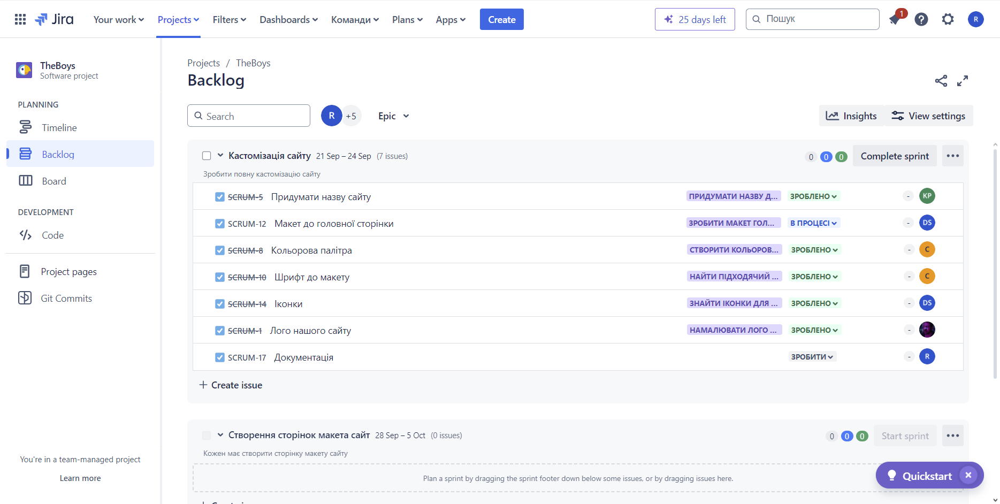 Jira Your work Projects Filters Dashboards Команди Plans Apps Create 25 days left Пошук 1 R
TheBoys
Software project
PLANNING
Timeline
Backlog
Board
DEVELOPMENT
Code
Project pages
Git Commits
You're in a team-managed project
Learn more
Projects / TheBoys
Backlog
Search R +5 Epic Insights View settings
Кастомізація сайту 21 Sep – 24 Sep (7 issues) 0 0 0 Complete sprint
Зробити повну кастомізацію сайту
SCRUM-5 Придумати назву сайту ПРИДУМАТИ НАЗВУ Д... ЗРОБЛЕНО - KP
SCRUM-12 Макет до головної сторінки ЗРОБИТИ МАКЕТ ГОЛ... В ПРОЦЕСІ - DS
SCRUM-8 Кольорова палітра СТВОРИТИ КОЛЬОРОВ... ЗРОБЛЕНО - C
SCRUM-10 Шрифт до макету НАЙТИ ПІДХОДЯЧИЙ ... ЗРОБЛЕНО - C
SCRUM-14 Іконки ЗНАЙТИ ІКОНКИ ДЛЯ ... ЗРОБЛЕНО - DS
SCRUM-1 Лого нашого сайту НАМАЛЮВАТИ ЛОГО ... ЗРОБЛЕНО -
SCRUM-17 Документація ЗРОБИТИ - R
Create issue
Створення сторінок макета сайт 28 Sep – 5 Oct (0 issues) 0 0 0 Start sprint
Кожен має створити сторінку макету сайту
Plan a sprint by dragging the sprint footer down below some issues, or by dragging issues here.
Quickstart